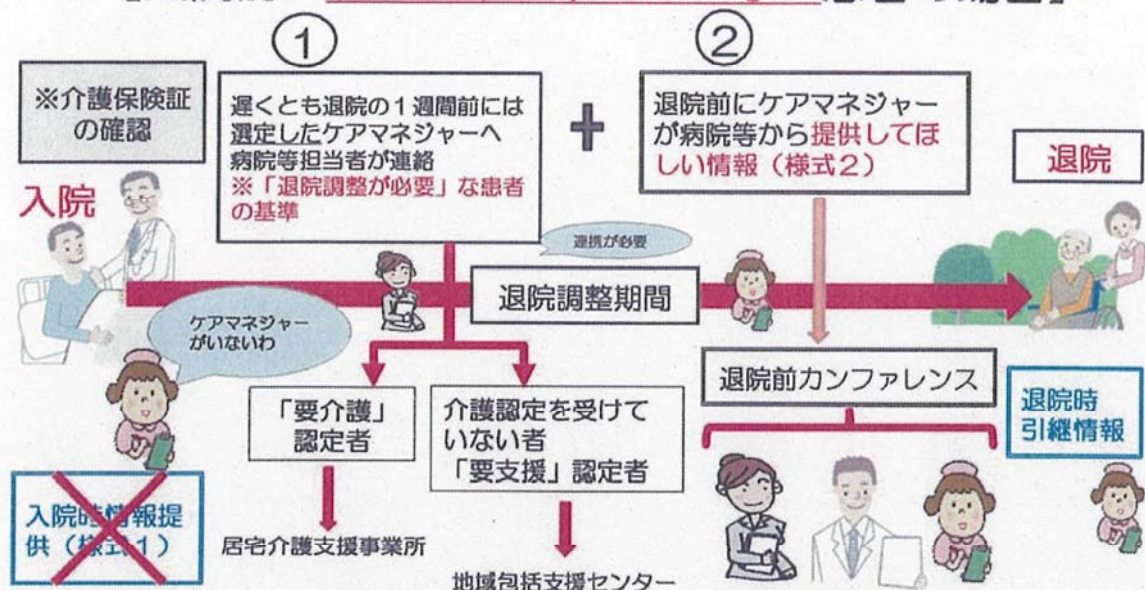 ①
②
※介護保険証
の確認
遅くとも退院の1週間前には
選定したケアマネジャーへ
病院等担当者が連絡
※「退院調整が必要」な患者
の基準
+
退院前にケアマネジャー
が病院等から提供してほ
しい情報（様式2）
退院
入院
連携が必要
退院調整期間
ケアマネジャー
がいないわ
「要介護」
認定者
介護認定を受けて
いない者
「要支援」認定者
退院前カンファレンス
退院時
引継情報
入院時情報提
供（様式1）
居宅介護支援事業所
地域包括支援センター